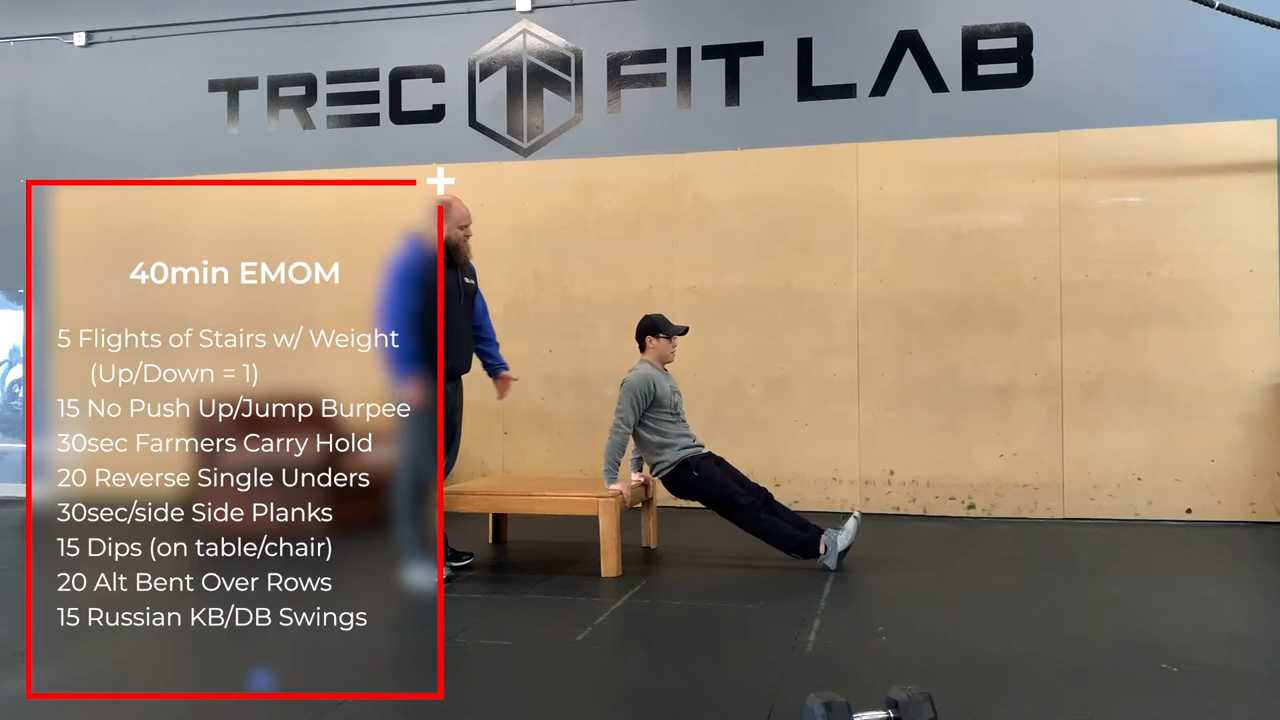 TREC FIT LAB
40min EMOM
5 Flights of Stairs w/ Weight
(Up/Down = 1)
15 No Push Up/Jump Burpee
30sec Farmers Carry Hold
20 Reverse Single Unders
30sec/side Side Planks
15 Dips (on table/chair)
20 Alt Bent Over Rows
15 Russian KB/DB Swings